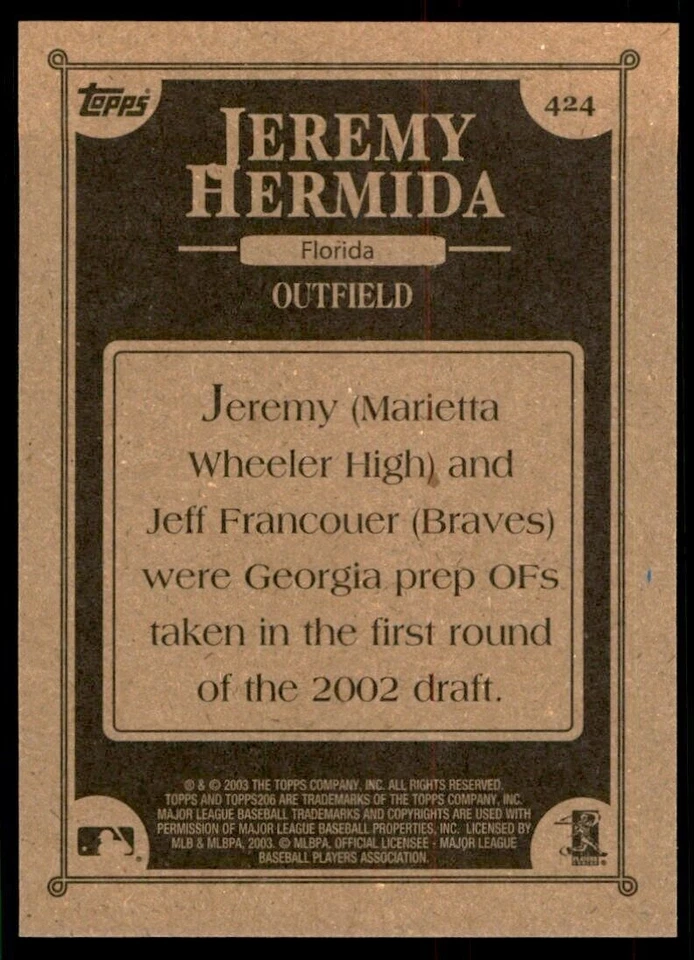 Topps®
424
JEREMY
HERMIDA
Florida
OUTFIELD
Jeremy (Marietta
Wheeler High) and
Jeff Francouer (Braves)
were Georgia prep OFs
taken in the first round
of the 2002 draft.
® & © 2003 THE TOPPS COMPANY, INC. ALL RIGHTS RESERVED.
TOPPS AND TOPPS206 ARE TRADEMARKS OF THE TOPPS COMPANY, INC.
MAJOR LEAGUE BASEBALL TRADEMARKS AND COPYRIGHTS ARE USED WITH
PERMISSION OF MAJOR LEAGUE BASEBALL PROPERTIES, INC. LICENSED BY
MLB & MLBPA, 2003. © MLBPA, OFFICIAL LICENSEE - MAJOR LEAGUE
BASEBALL PLAYERS ASSOCIATION.